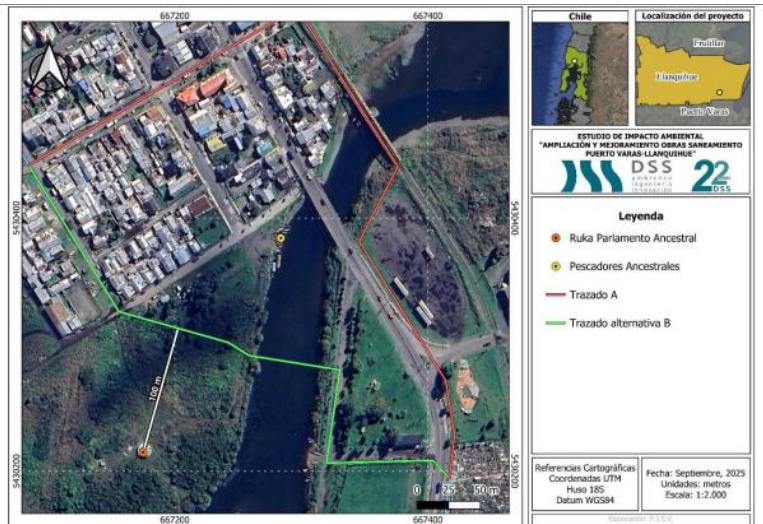 667200
667400
5430400
5430200
100 m
0 25 50 m
667200
667400
Chile
Localización del proyecto
Frutillar
Llanquihue
Puerto Varas
ESTUDIO DE IMPACTO AMBIENTAL
"AMPLIACIÓN Y MEJORAMIENTO OBRAS SANEAMIENTO
PUERTO VARAS-LLANQUIHUE"
DSS
ambiente
ingeniería
innovación
22
DSS
Leyenda
Ruka Parlamento Ancestral
Pescadores Ancestrales
Trazado A
Trazado alternativa B
Referencias Cartográficas
Coordenadas UTM
Huso 18S
Datum WGS84
Fecha: Septiembre, 2025
Unidades: metros
Escala: 1:2.000
5430400
5430200